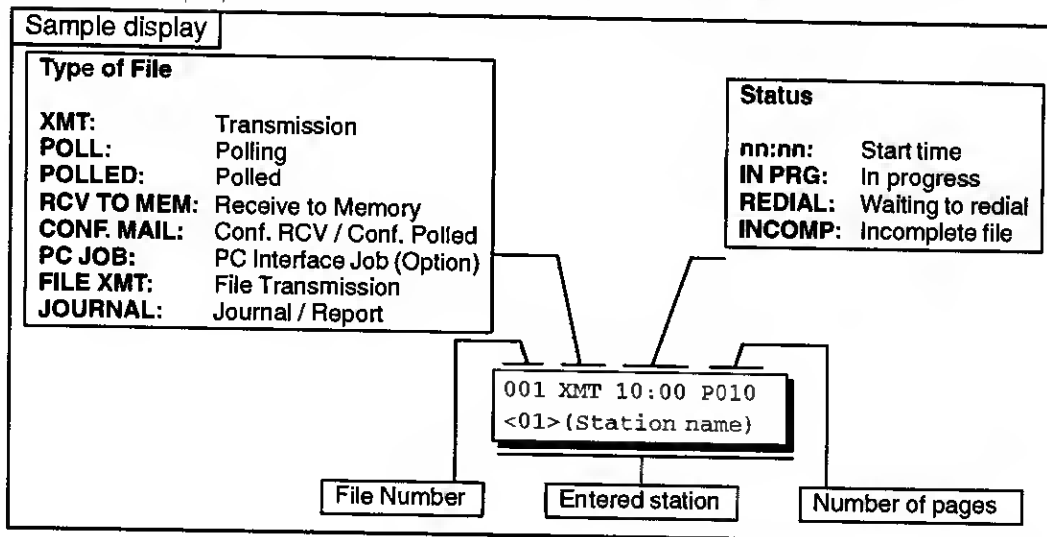 Sample display
Type of File
XMT: Transmission
POLL: Polling
POLLED: Polled
RCV TO MEM: Receive to Memory
CONF. MAIL: Conf. RCV / Conf. Polled
PC JOB: PC Interface Job (Option)
FILE XMT: File Transmission
JOURNAL: Journal / Report
Status
nn:nn: Start time
IN PRG: In progress
REDIAL: Waiting to redial
INCOMP: Incomplete file
001 XMT 10:00 P010
<01>(Station name)
File Number
Entered station
Number of pages